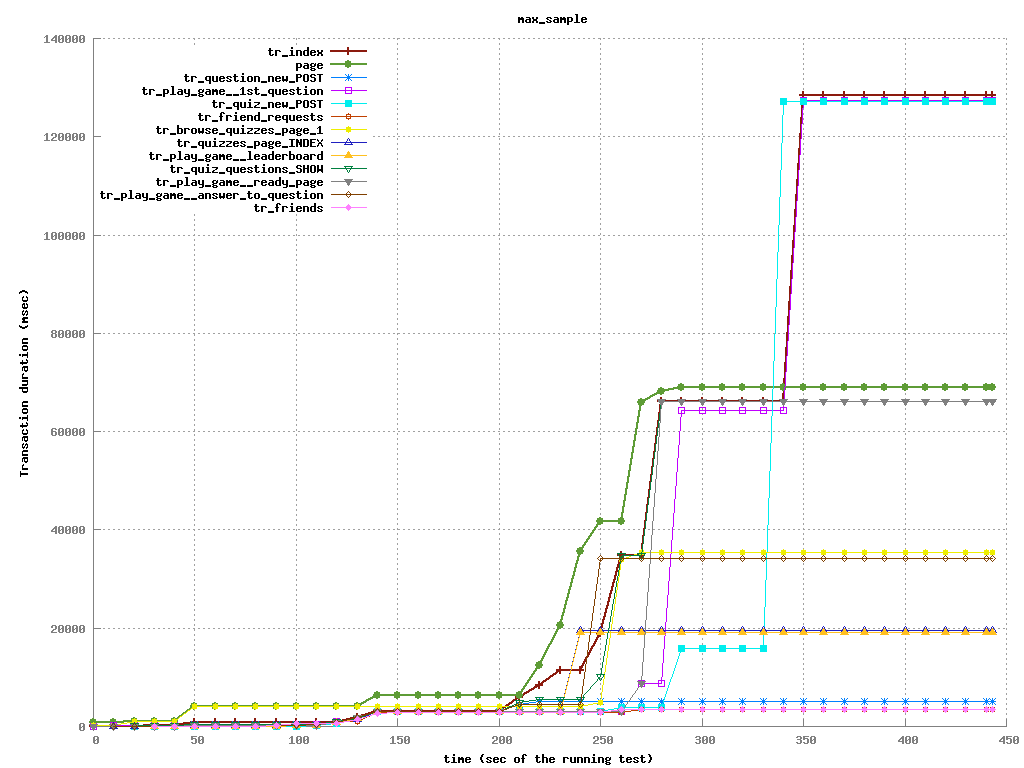 max_sample
140000
120000
100000
80000
60000
40000
20000
0
Transaction duration (msec)
tr_index
page
tr_question_new_POST
tr_play_game__1st_question
tr_quiz_new_POST
tr_friend_requests
tr_browse_quizzes_page_1
tr_quizzes_page_INDEX
tr_play_game__leaderboard
tr_quiz_questions_SHOW
tr_play_game__ready_page
tr_play_game__answer_to_question
tr_friends
0 50 100 150 200 250 300 350 400 450
time (sec of the running test)